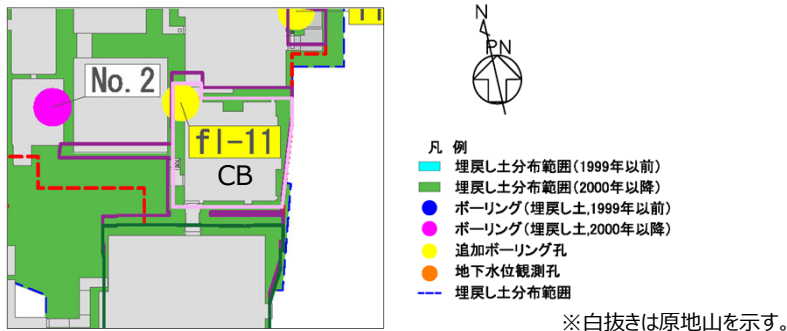 No. 2
fl-11
CB
N
PN
凡 例
埋戻し土分布範囲(1999年以前)
埋戻し土分布範囲(2000年以降)
ボーリング(埋戻し土,1999年以前)
ボーリング(埋戻し土,2000年以降)
追加ボーリング孔
地下水位観測孔
埋戻し土分布範囲
※白抜きは原地山を示す。